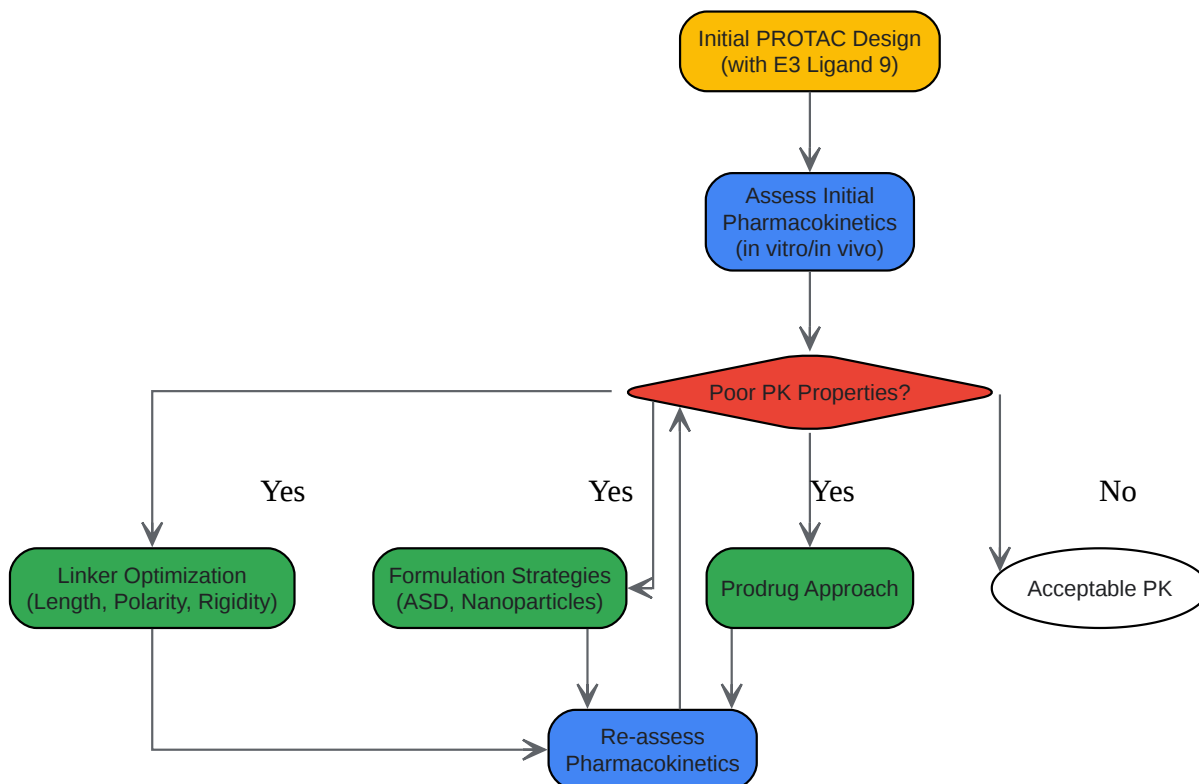 Initial PROTAC Design
(with E3 Ligand 9)
Assess Initial
Pharmacokinetics
(in vitro/in vivo)
Poor PK Properties?
Yes
Yes
Yes
No
Linker Optimization
(Length, Polarity, Rigidity)
Formulation Strategies
(ASD, Nanoparticles)
Prodrug Approach
Acceptable PK
Re-assess
Pharmacokinetics